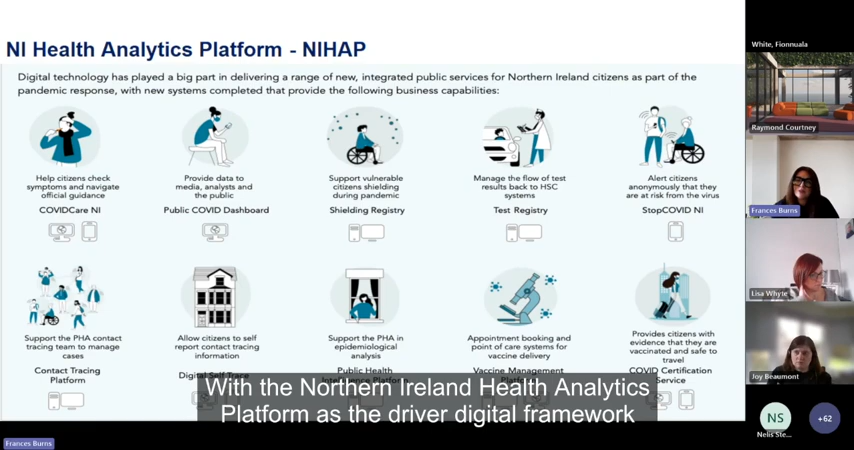 NI Health Analytics Platform - NIHAP
Digital technology has played a big part in delivering a range of new, integrated public services for Northern Ireland citizens as part of the
pandemic response, with new systems completed that provide the following business capabilities:
Help citizens check
symptoms and navigate
official guidance
COVIDCare NI
Provide data to
media, analysts and
the public
Public COVID Dashboard
Support vulnerable
citizens shielding
during pandemic
Shielding Registry
Manage the flow of test
results back to HSC
systems
Test Registry
Alert citizens
anonymously that they
are at risk from the virus
StopCOVID NI
Support the PHA contact
tracing team to manage
cases
Contact Tracing
Platform
Allow citizens to self
report contact tracing
information
Digital Self Trace
Support the PHA in
epidemiological
analysis
Public Health
Intelligence Platform
Appointment booking and
point of care systems for
vaccine delivery
Vaccine Management
Platform
Provides citizens with
evidence that they are
vaccinated and safe to
travel
COVID Certification
Service
With the Northern Ireland Health Analytics
Platform as the driver digital framework
White, Fionnuala
Raymond Courtney
Frances Burns
Lisa Whyte
Joy Beaumont
NS
Nelis Ste...
+62
Frances Burns